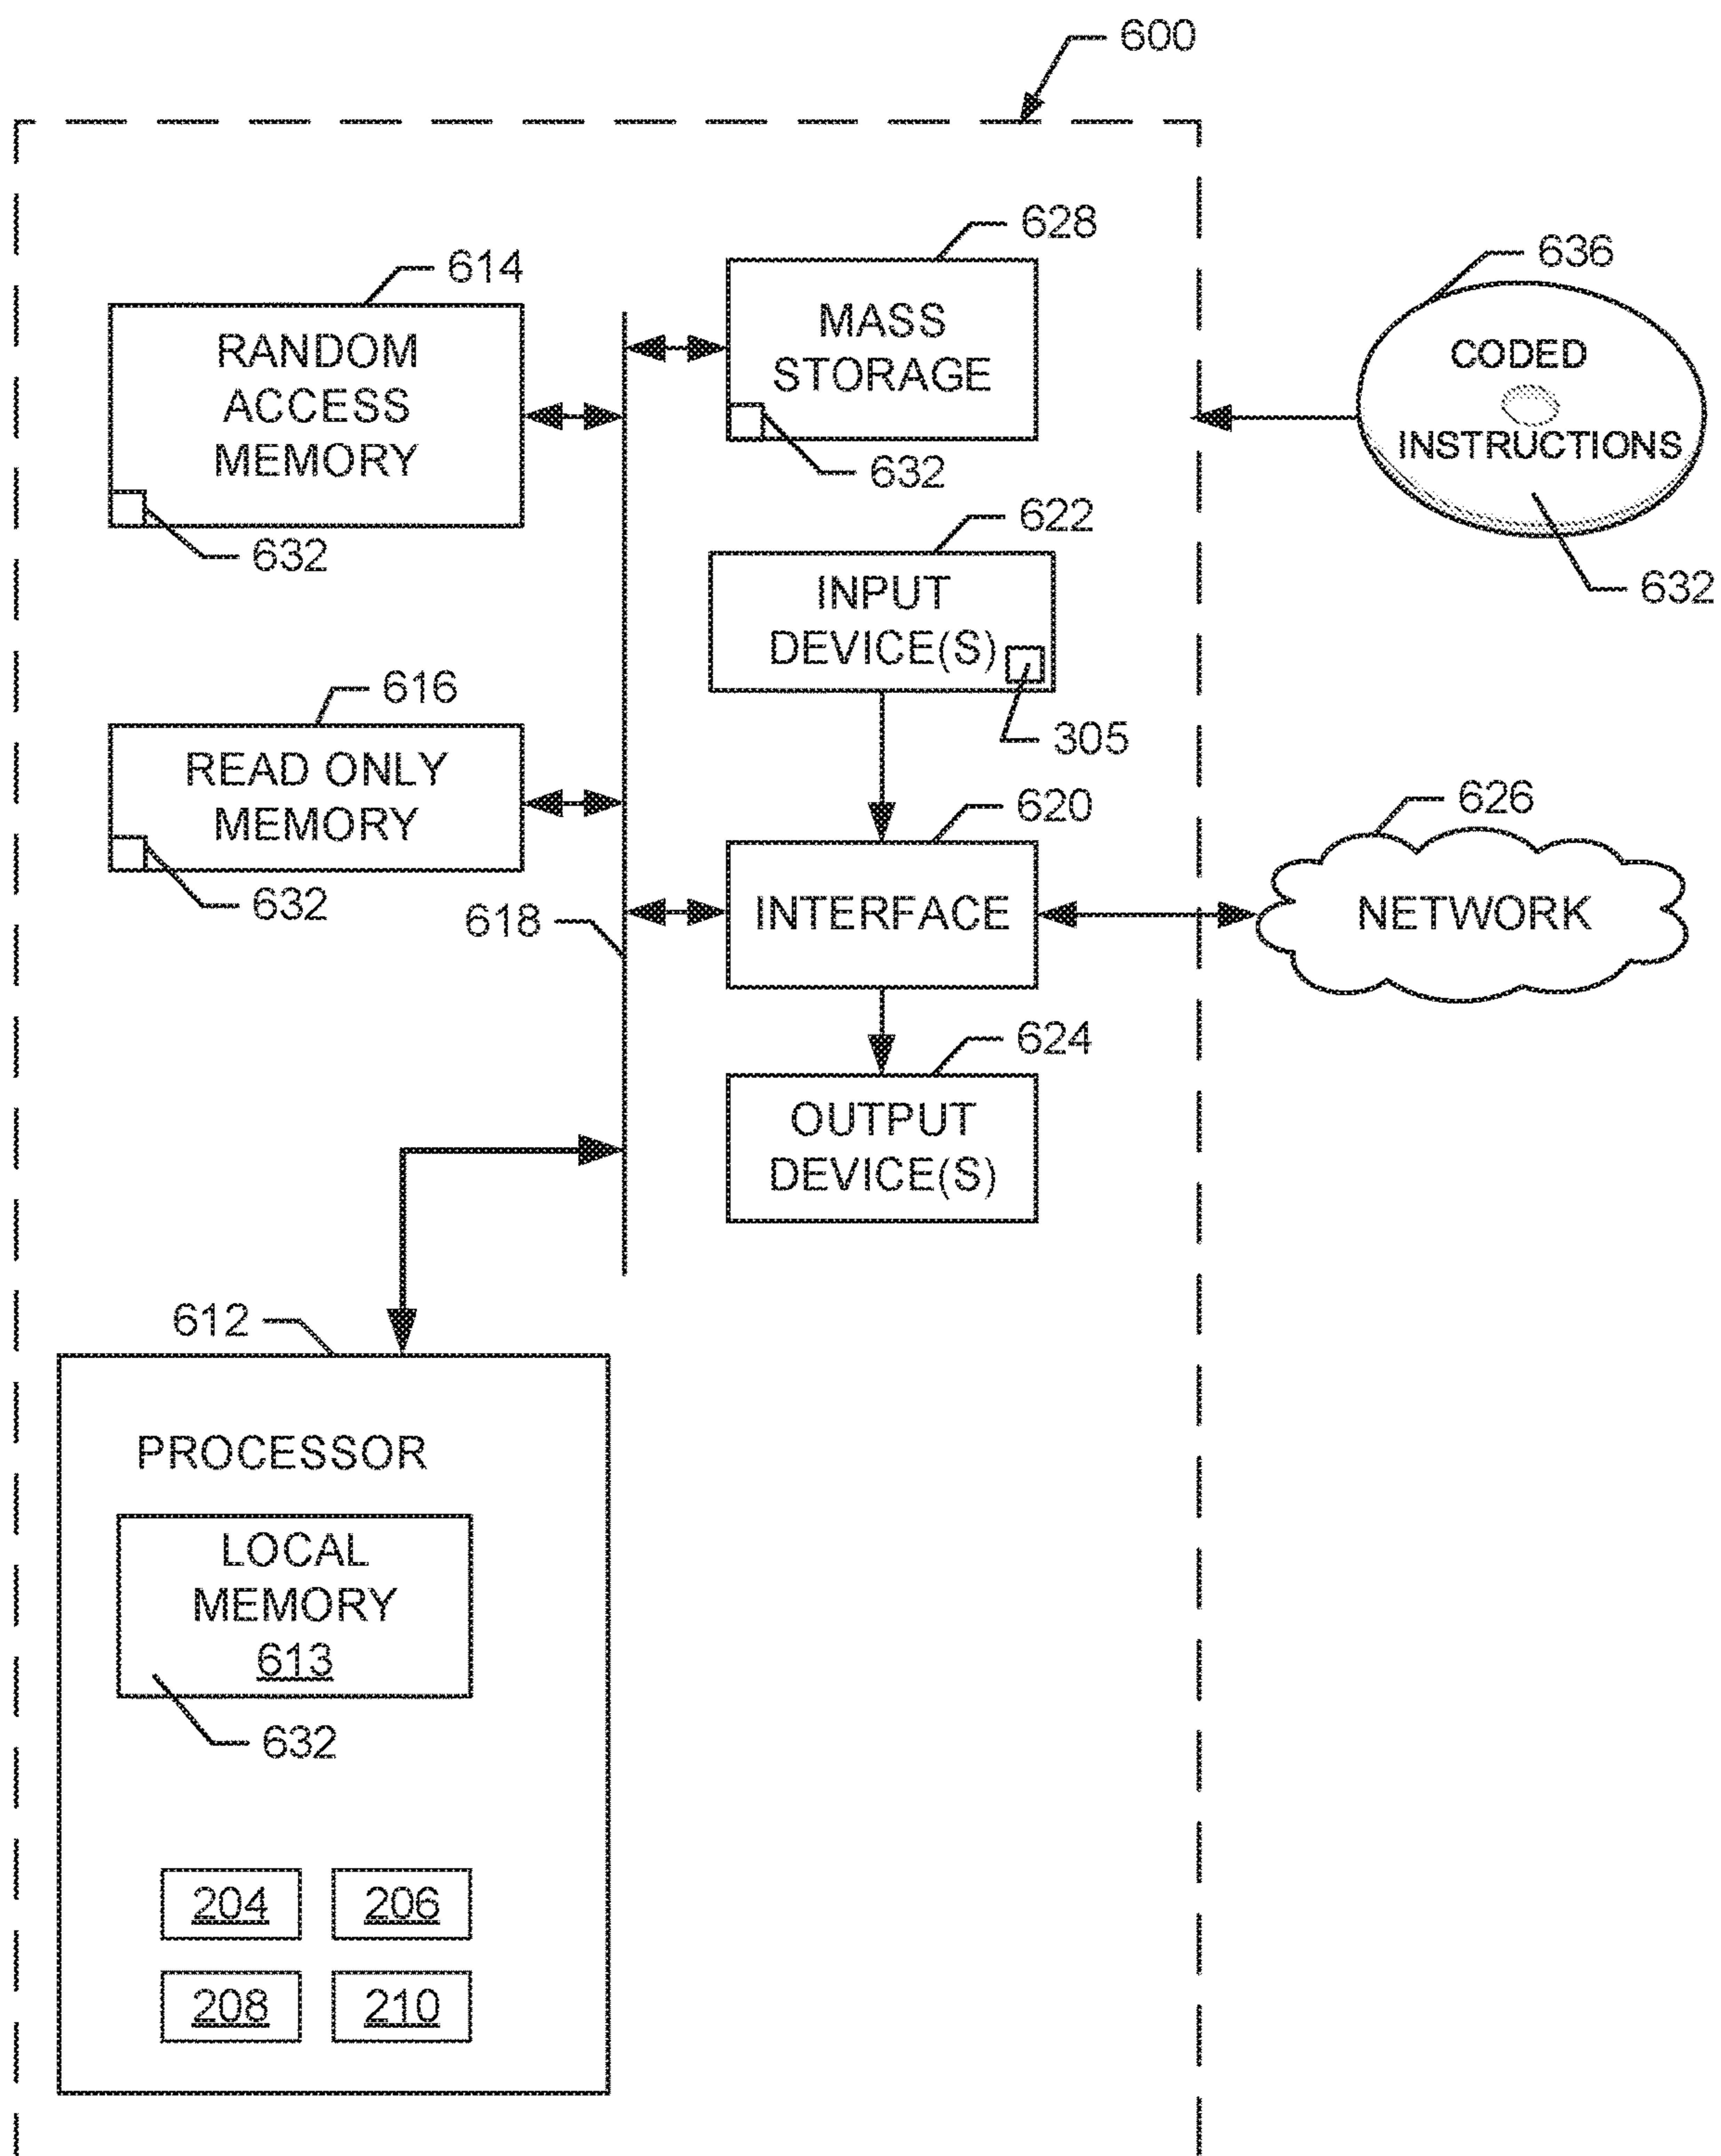 600
628
614
636
RANDOM
ACCESS
MEMORY
MASS
STORAGE
CODED
INSTRUCTIONS
632
632
622
632
INPUT
DEVICE(S)
305
616
READ ONLY
MEMORY
632
620
626
618
INTERFACE
NETWORK
624
OUTPUT
DEVICE(S)
612
PROCESSOR
LOCAL
MEMORY
613
632
204
206
208
210